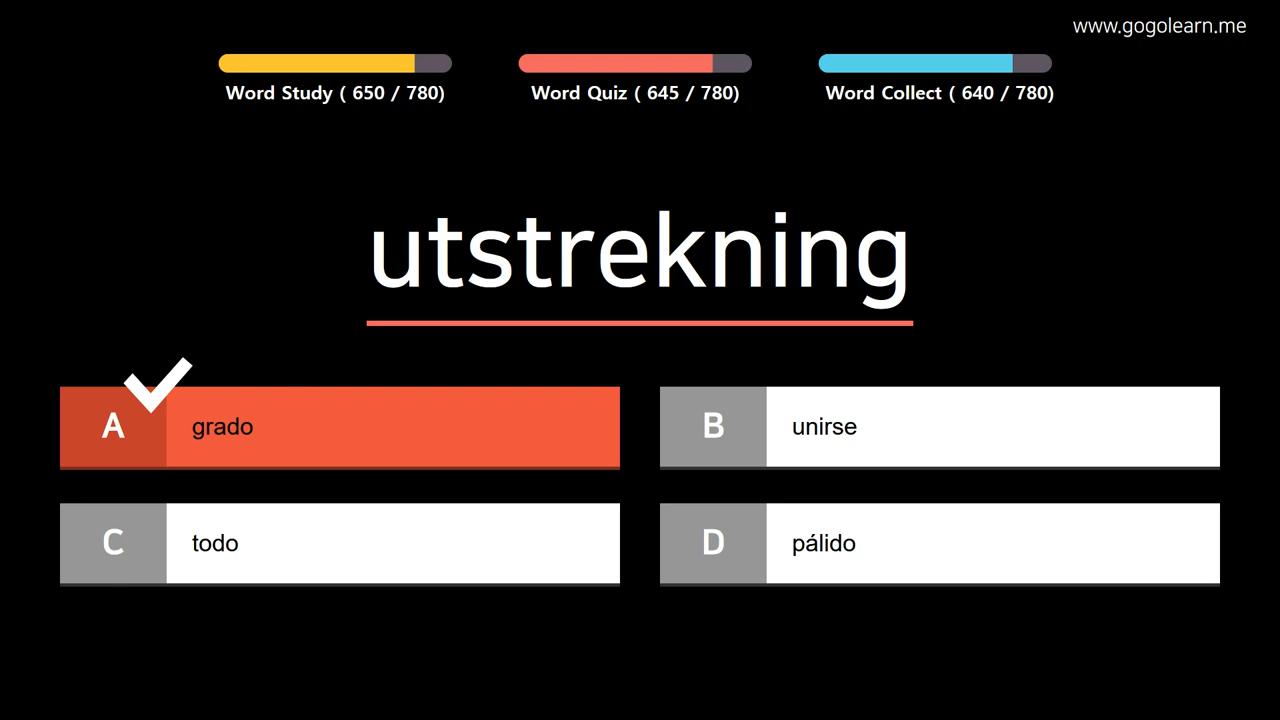 www.gogolearn.me
Word Study ( 650 / 780)
Word Quiz ( 645 / 780)
Word Collect ( 640 / 780)
utstrekning
A grado
B unirse
C todo
D pálido